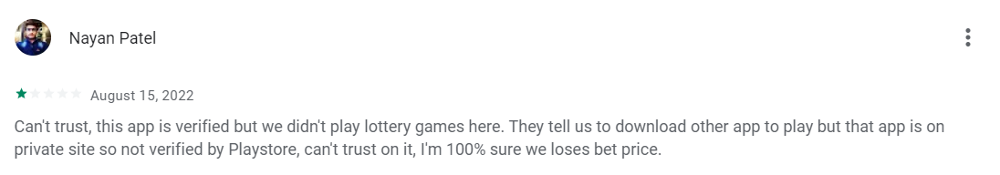 Nayan Patel
August 15, 2022
Can't trust, this app is verified but we didn't play lottery games here. They tell us to download other app to play but that app is on
private site so not verified by Playstore, can't trust on it, I'm 100% sure we loses bet price.